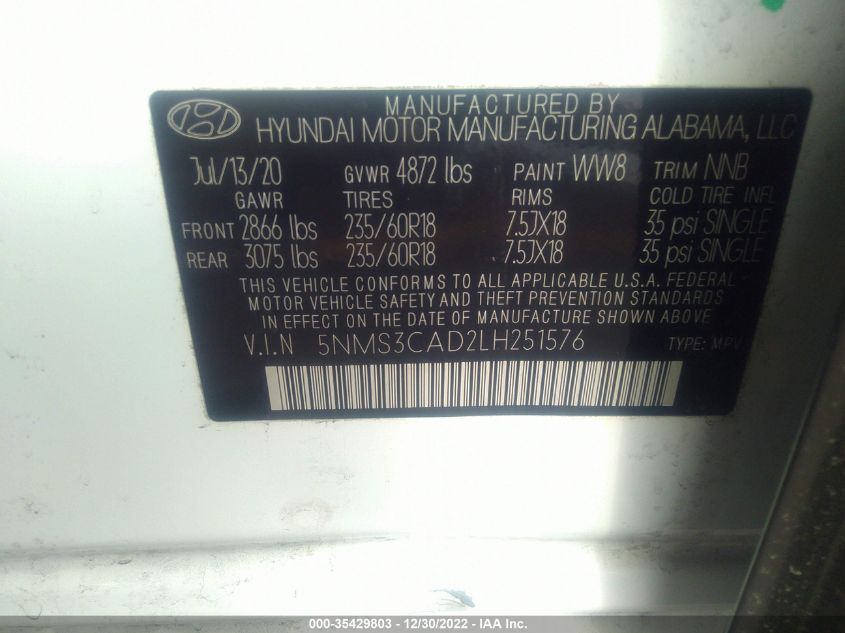 MANUFACTURED BY
HYUNDAI MOTOR MANUFACTURING ALABAMA, LLC
Jul/13/20 GVWR 4872 lbs PAINT WW8 TRIM NNB
GAWR TIRES RIMS COLD TIRE INFL
FRONT 2866 lbs 235/60R18 7.5JX18 35 psi SINGLE
REAR 3075 lbs 235/60R18 7.5JX18 35 psi SINGLE
THIS VEHICLE CONFORMS TO ALL APPLICABLE U.S.A. FEDERAL
MOTOR VEHICLE SAFETY AND THEFT PREVENTION STANDARDS
IN EFFECT ON THE DATE OF MANUFACTURE SHOWN ABOVE
V.I.N 5NMS3CAD2LH251576 TYPE: MPV
000-35429803 - 12/30/2022 - IAA Inc.